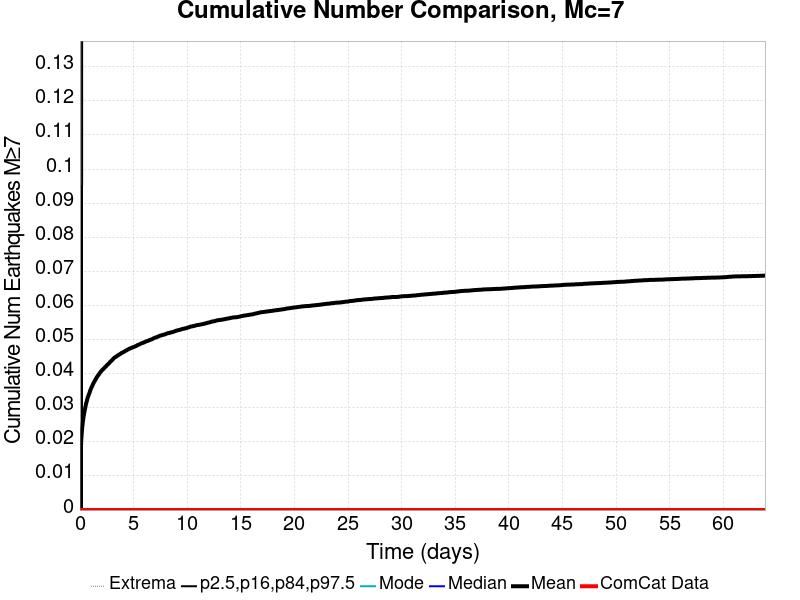 Cumulative Number Comparison, Mc=7
Cumulative Num Earthquakes M≥7
0.13
0.12
0.11
0.1
0.09
0.08
0.07
0.06
0.05
0.04
0.03
0.02
0.01
0
0 5 10 15 20 25 30 35 40 45 50 55 60
Time (days)
Extrema p2.5,p16,p84,p97.5 Mode Median Mean ComCat Data